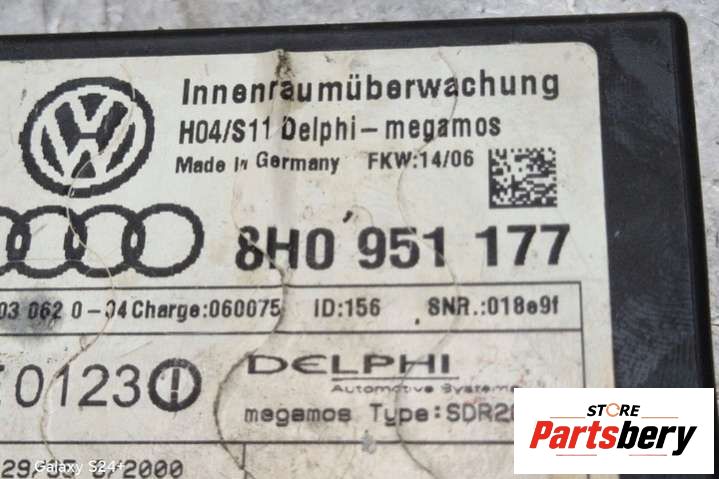 Innenraumüberwachung
H04/S11 Delphi-megamos
Made in Germany FKW:14/06
8H0 951 177
03 062 0-04 Charge:060075 ID:156 SNR.:018e9f
0123
DELPHI
Automotive Systems
megamos Type:SDR2
/2000
Galaxy S24+
STORE
Partsbery